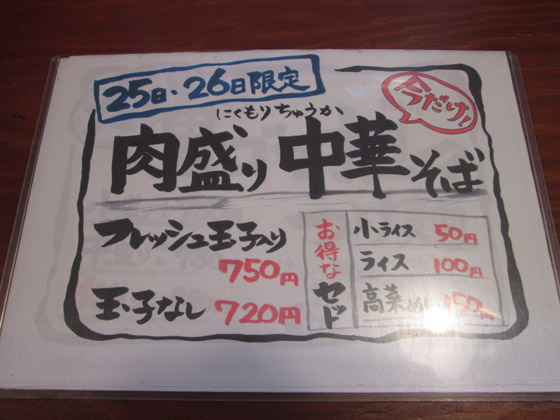 25日・26日限定
今だけ!
にくもりちゅうか
肉盛り中華そば
フレッシュ玉子入り
750円
玉子なし 720円
お得なセット
小ライス 50円
ライス 100円
高菜めし 150円